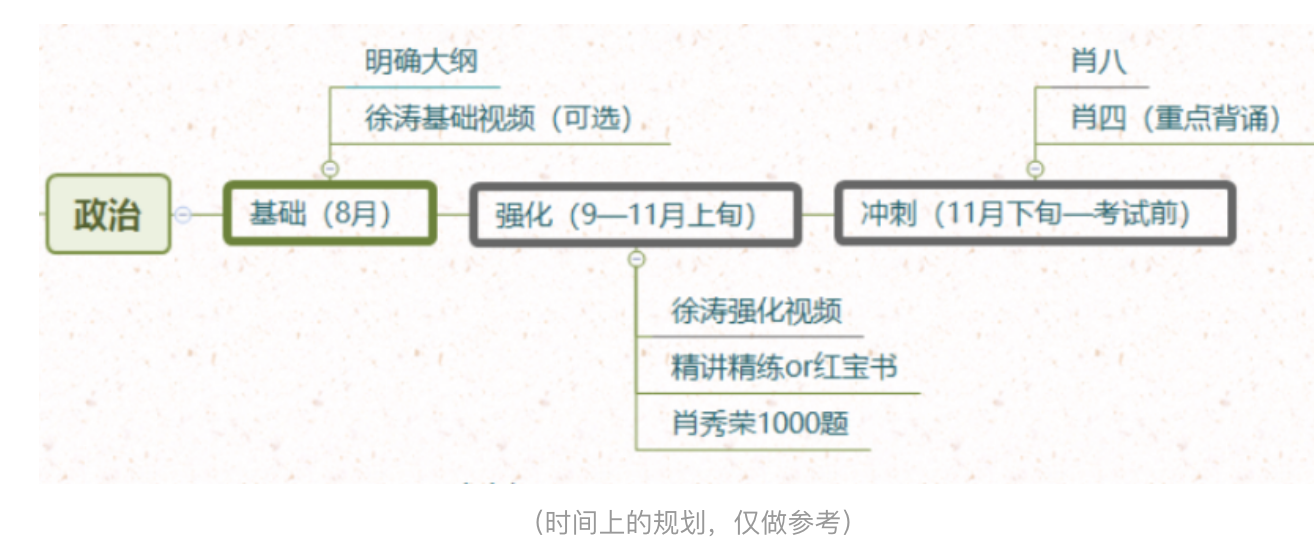 明确大纲
徐涛基础视频（可选）
肖八
肖四（重点背诵）
政治
基础（8月）
强化（9—11月上旬）
冲刺（11月下旬—考试前）
徐涛强化视频
精讲精练or红宝书
肖秀荣1000题
（时间上的规划，仅做参考）